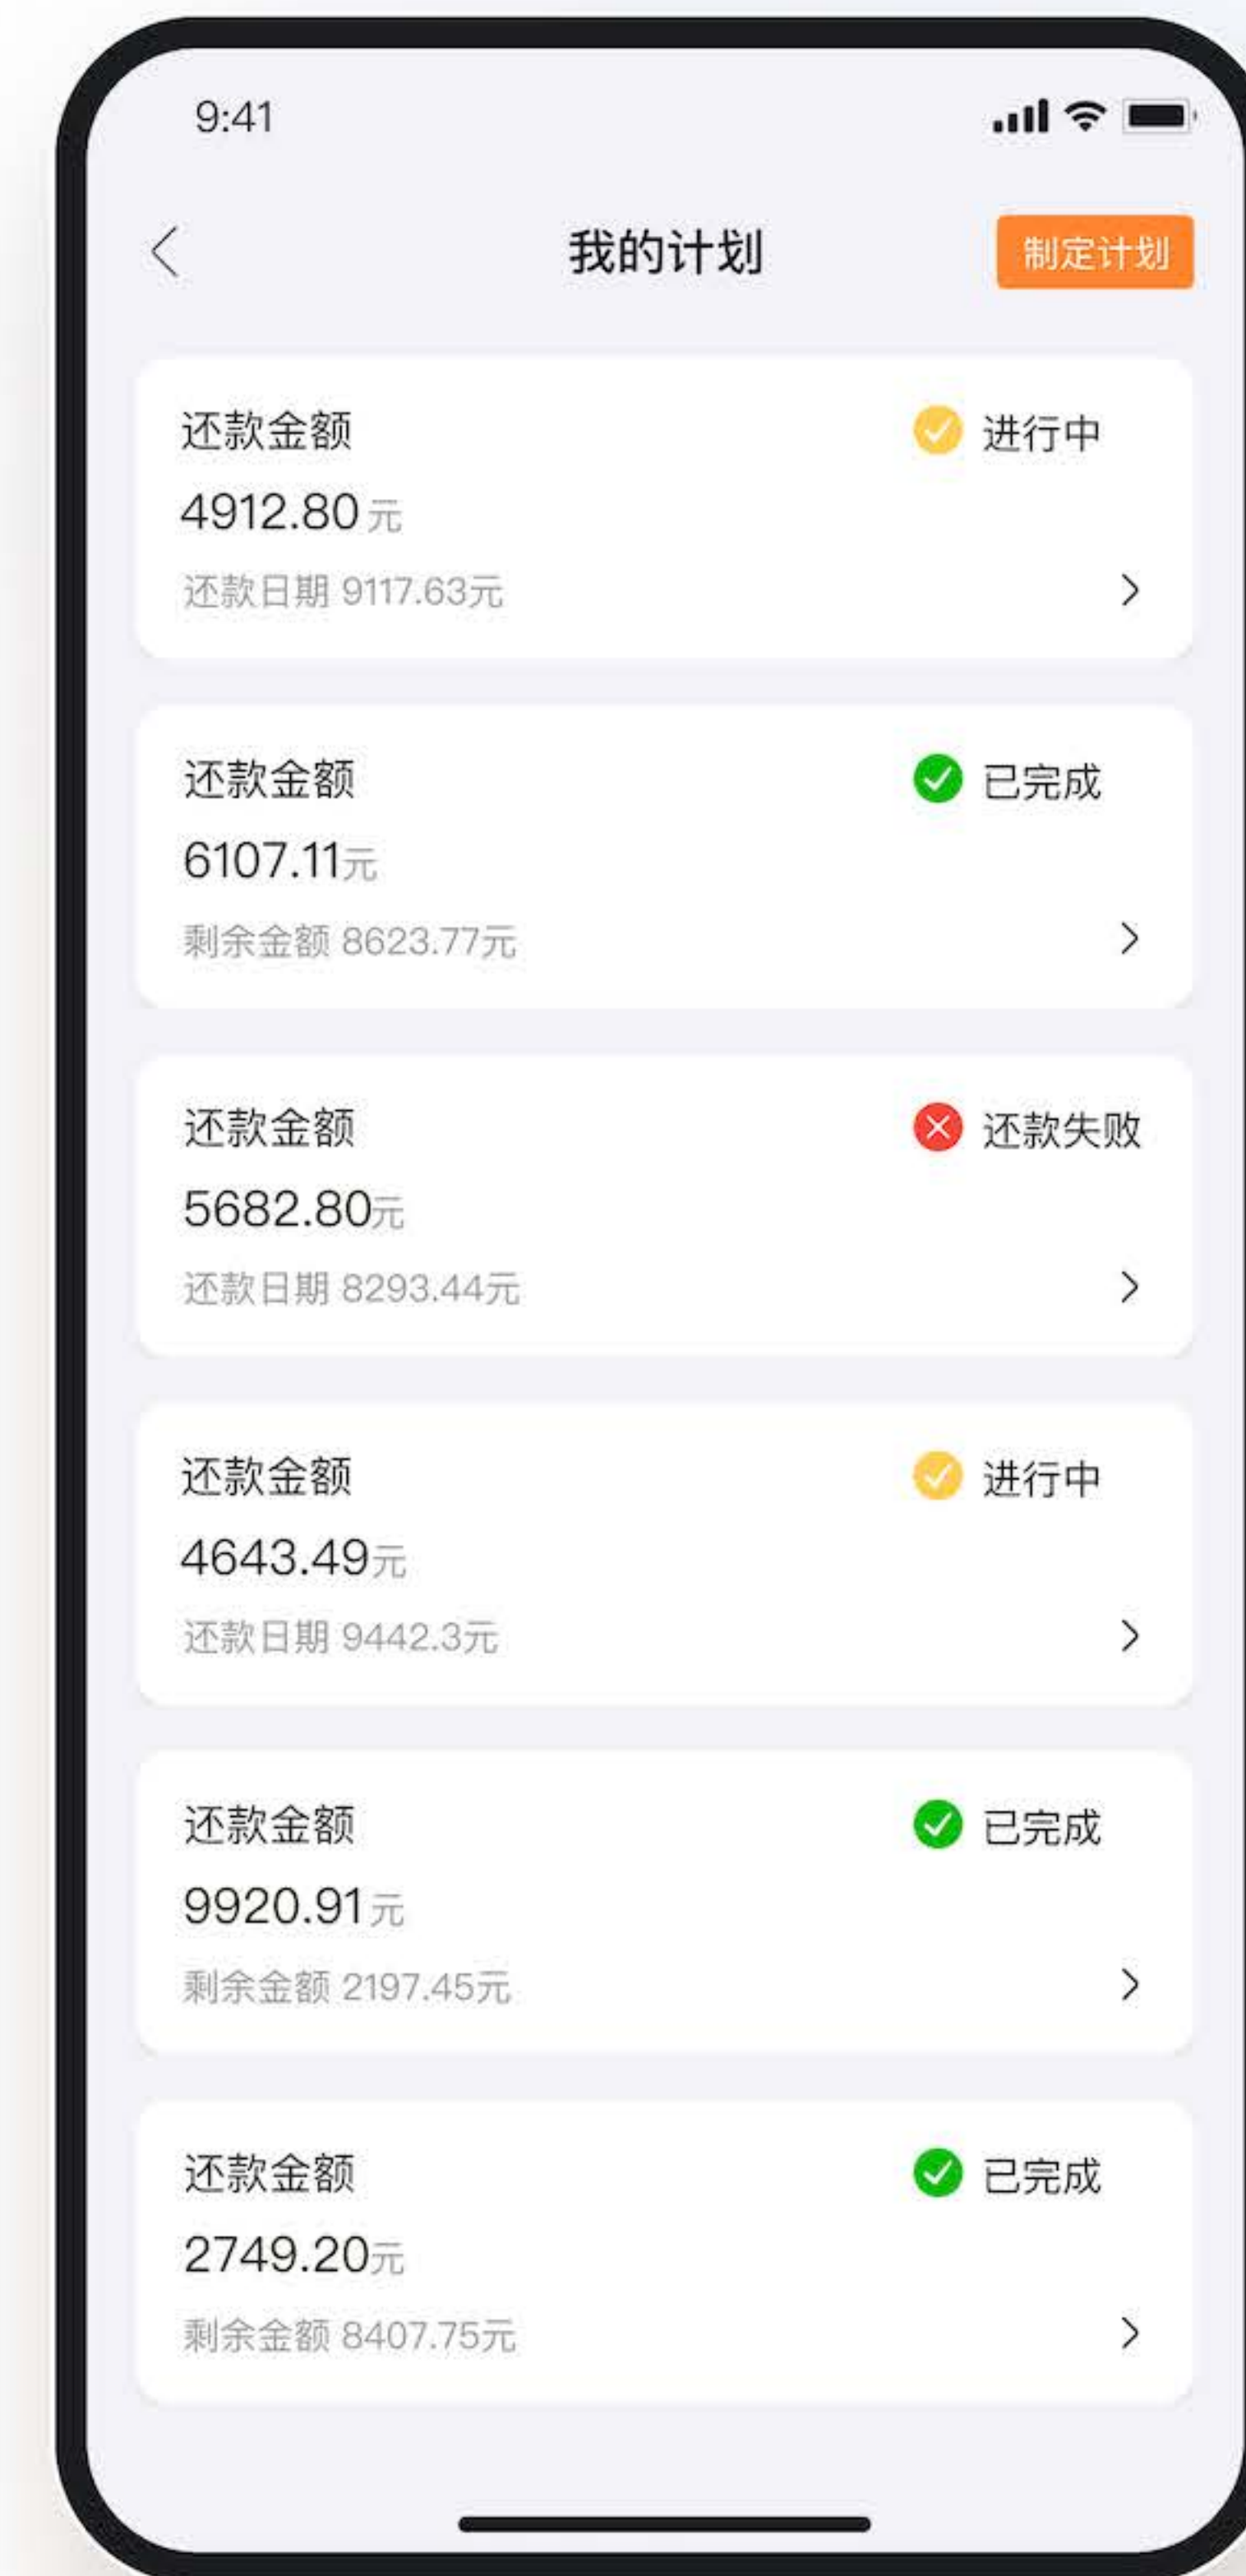 9:41
我的计划
制定计划
还款金额
进行中
4912.80元
还款日期 9117.63元
还款金额
已完成
6107.11元
剩余金额 8623.77元
还款金额
还款失败
5682.80元
还款日期 8293.44元
还款金额
进行中
4643.49元
还款日期 9442.3元
还款金额
已完成
9920.91元
剩余金额 2197.45元
还款金额
已完成
2749.20元
剩余金额 8407.75元